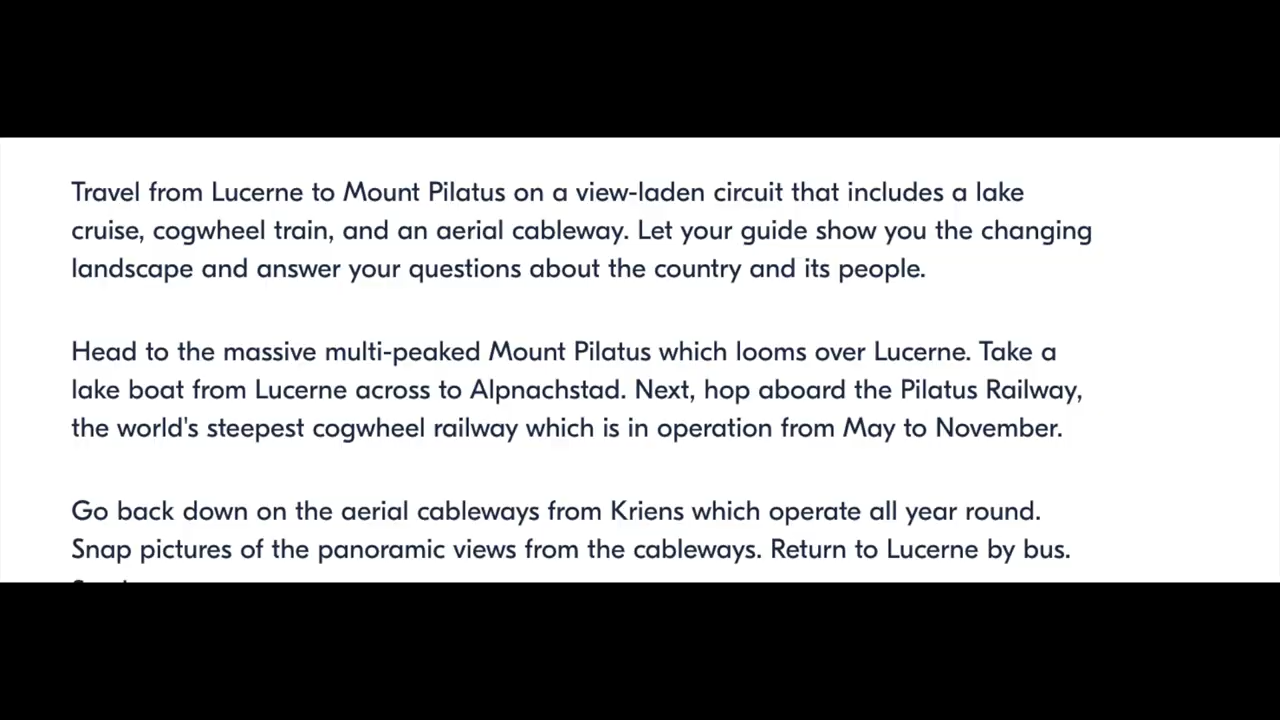 Travel from Lucerne to Mount Pilatus on a view-laden circuit that includes a lake
cruise, cogwheel train, and an aerial cableway. Let your guide show you the changing
landscape and answer your questions about the country and its people.
Head to the massive multi-peaked Mount Pilatus which looms over Lucerne. Take a
lake boat from Lucerne across to Alpnachstad. Next, hop aboard the Pilatus Railway,
the world's steepest cogwheel railway which is in operation from May to November.
Go back down on the aerial cableways from Kriens which operate all year round.
Snap pictures of the panoramic views from the cableways. Return to Lucerne by bus.